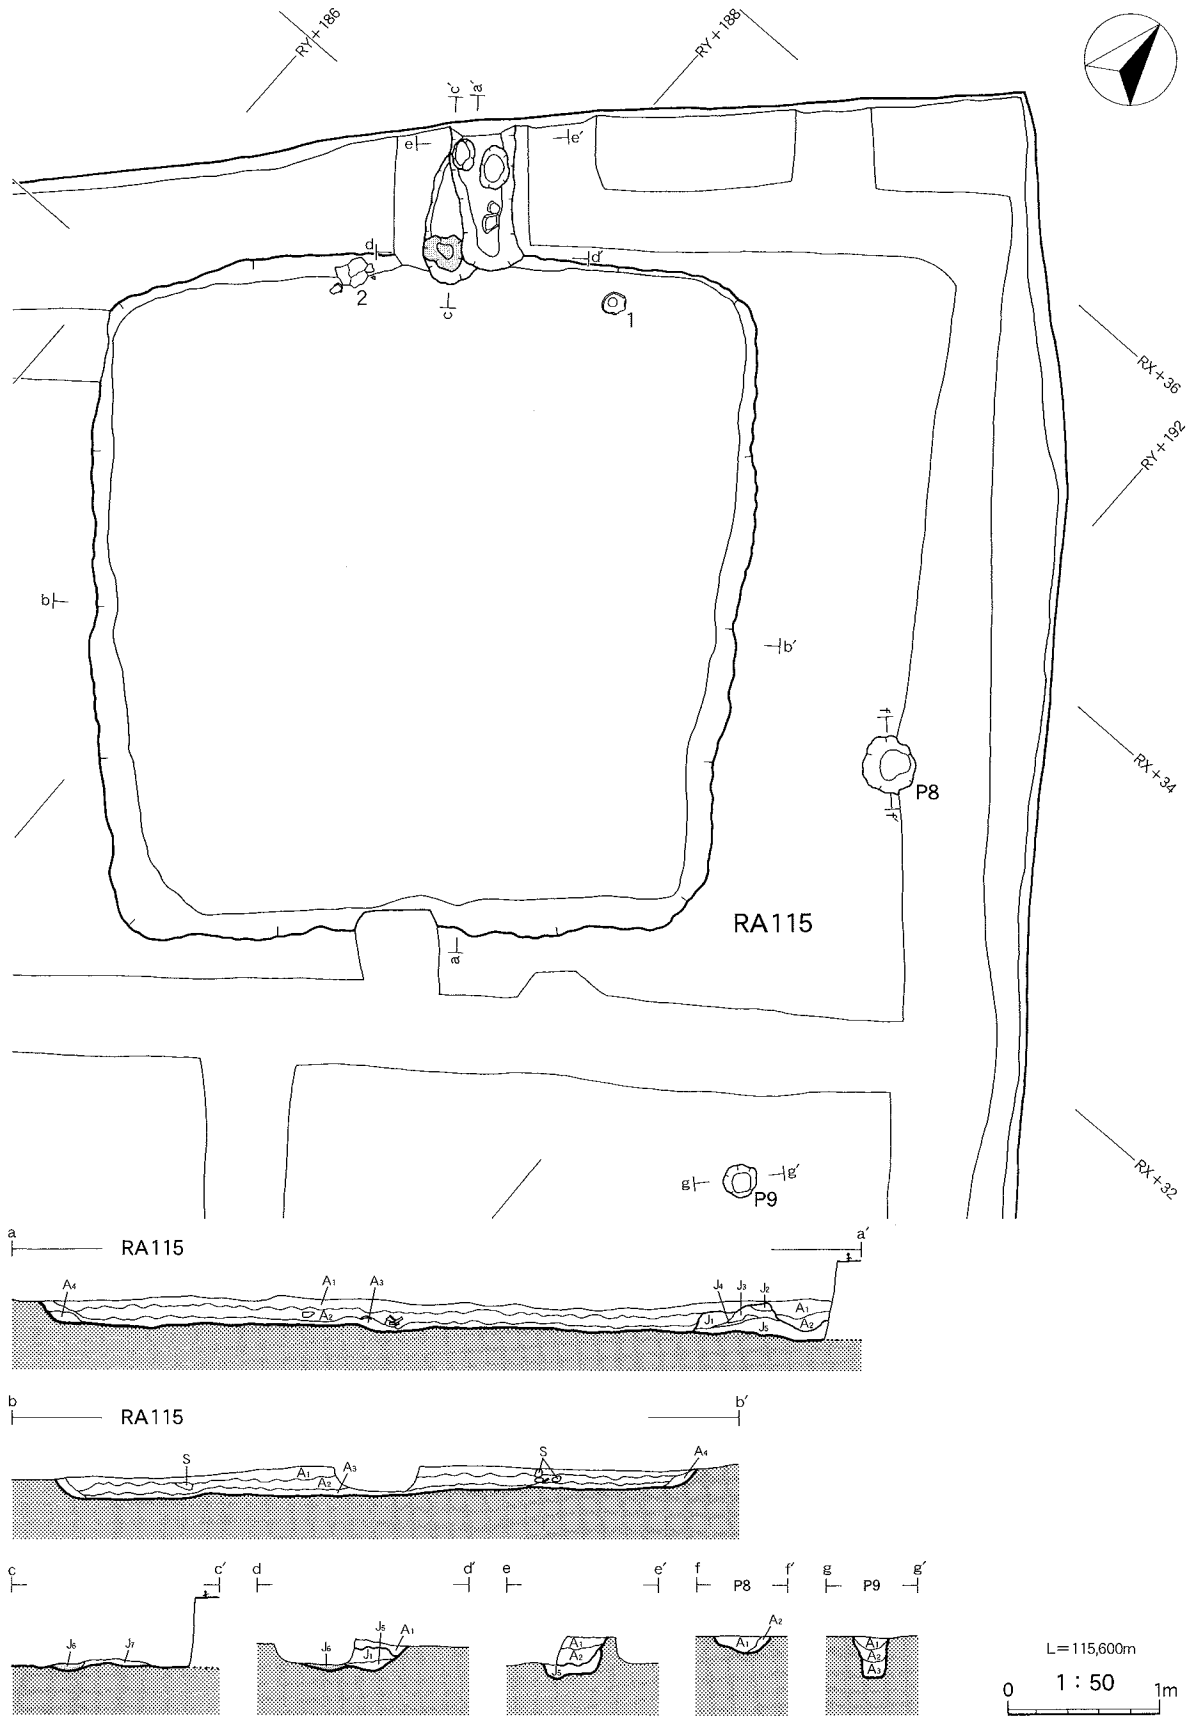 RY+186
RY+188
c' a'
e e'
d d'
2
c
1
RX+36
RY+192
b
b'
f
P8
f'
RX+34
RA115
a
g g'
P9
RX+32
a RA115 a'
A4 A1 A3 J4 J3 J2
A2 J1 J5 A1 A2
b RA115 b'
S A1 A2 A3 S A4
c c' d d' e e' f P8 f' g P9 g'
J6 J7
J6 J5 A1
J1
A1
A2
J5
A1 A2
A1
A2
A3
L=115,600m
1:50
0 1m